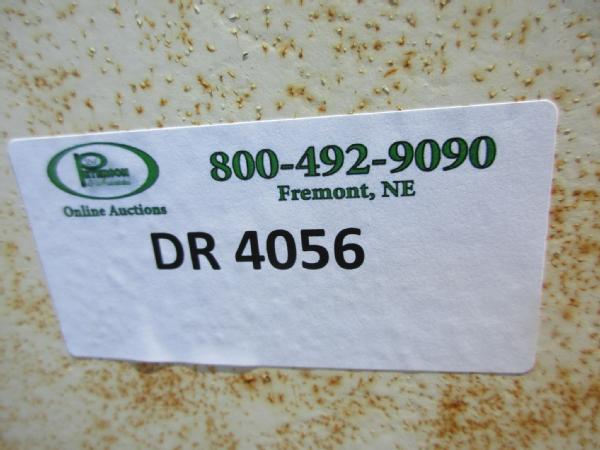 800-492-9090
Fremont, NE
Online Auctions
DR 4056